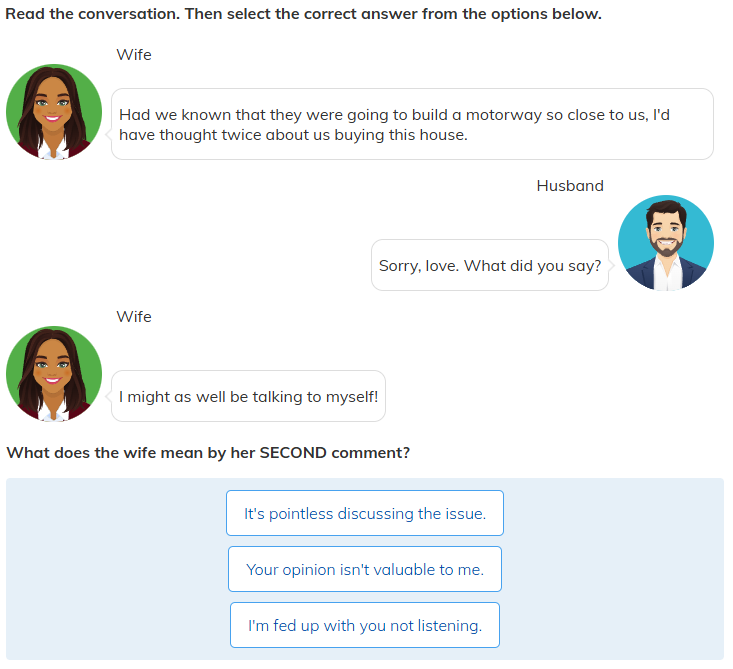 Read the conversation. Then select the correct answer from the options below.
Wife
Had we known that they were going to build a motorway so close to us, I'd
have thought twice about us buying this house.
Husband
Sorry, love. What did you say?
Wife
I might as well be talking to myself!
What does the wife mean by her SECOND comment?
It's pointless discussing the issue.
Your opinion isn't valuable to me.
I'm fed up with you not listening.